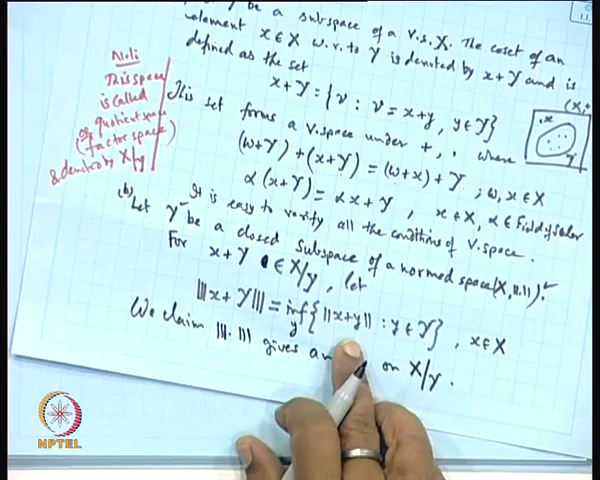 be a subspace of a v.s. X. The coset of an
element x ∈ X w.r. to Y is denoted by x + Y and is
defined as the set
x + Y = { v : v = x + y, y ∈ Y }
This set forms a v. space under +, . where
(w+Y) + (x+Y) = (w+x) + Y ; w, x ∈ X
α (x+Y) = αx + Y , x ∈ X, α ∈ Field of scalar
It is easy to verify all the conditions of v. space.
(b) Let Y be a closed subspace of a normed space (X, ||.||).
For x + Y ∈ X/Y, let
|||x + Y||| = inf { ||x+y|| : y ∈ Y } , x ∈ X
y
We claim |||.||| gives a on X/Y.
Note
This space
is called
quotient space
(factor space)
& denoted by X/Y
.x
Y
NPTEL